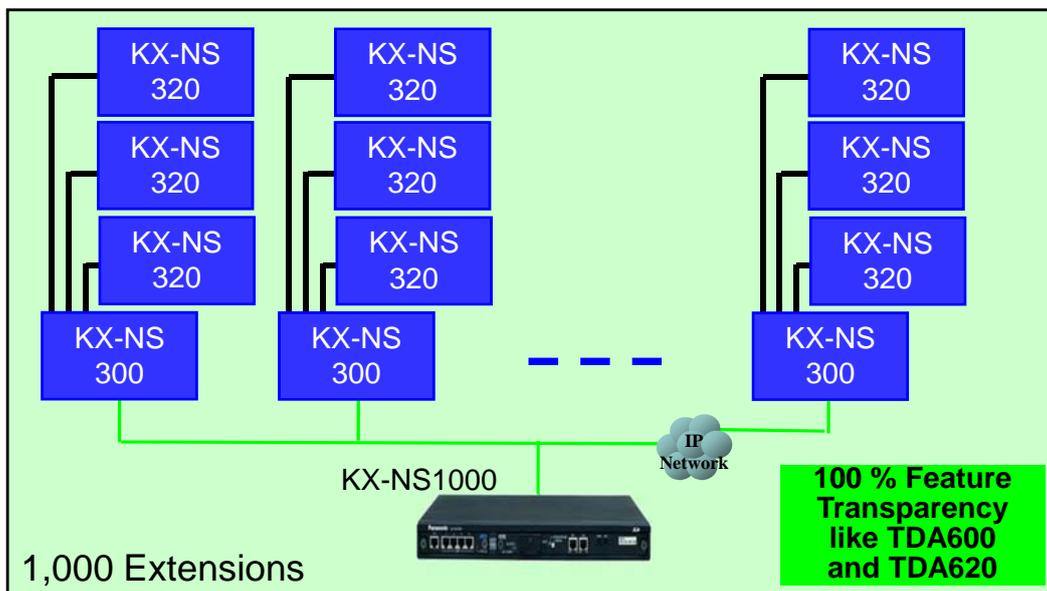 KX-NS
320
KX-NS
320
KX-NS
320
KX-NS
320
KX-NS
320
KX-NS
320
KX-NS
320
KX-NS
320
KX-NS
320
KX-NS
300
KX-NS
300
KX-NS
300
IP
Network
KX-NS1000
Panasonic
1,000 Extensions
100 % Feature
Transparency
like TDA600
and TDA620